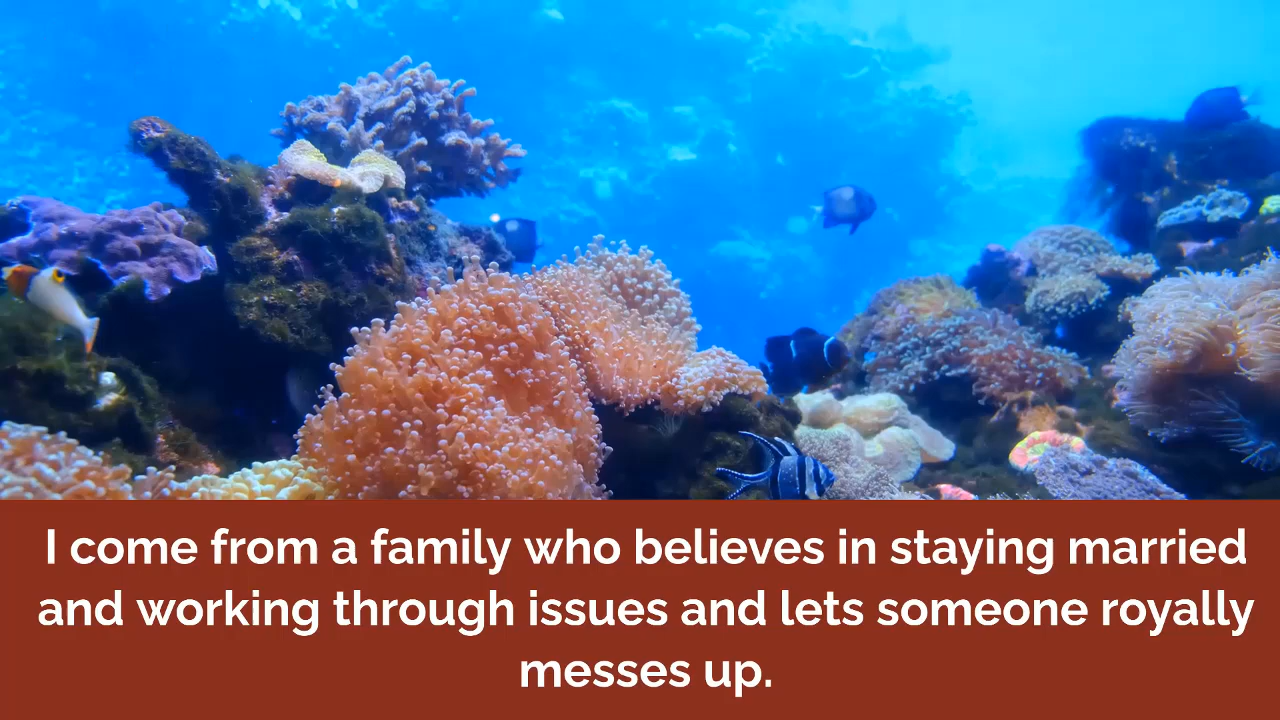 I come from a family who believes in staying married
and working through issues and lets someone royally
messes up.